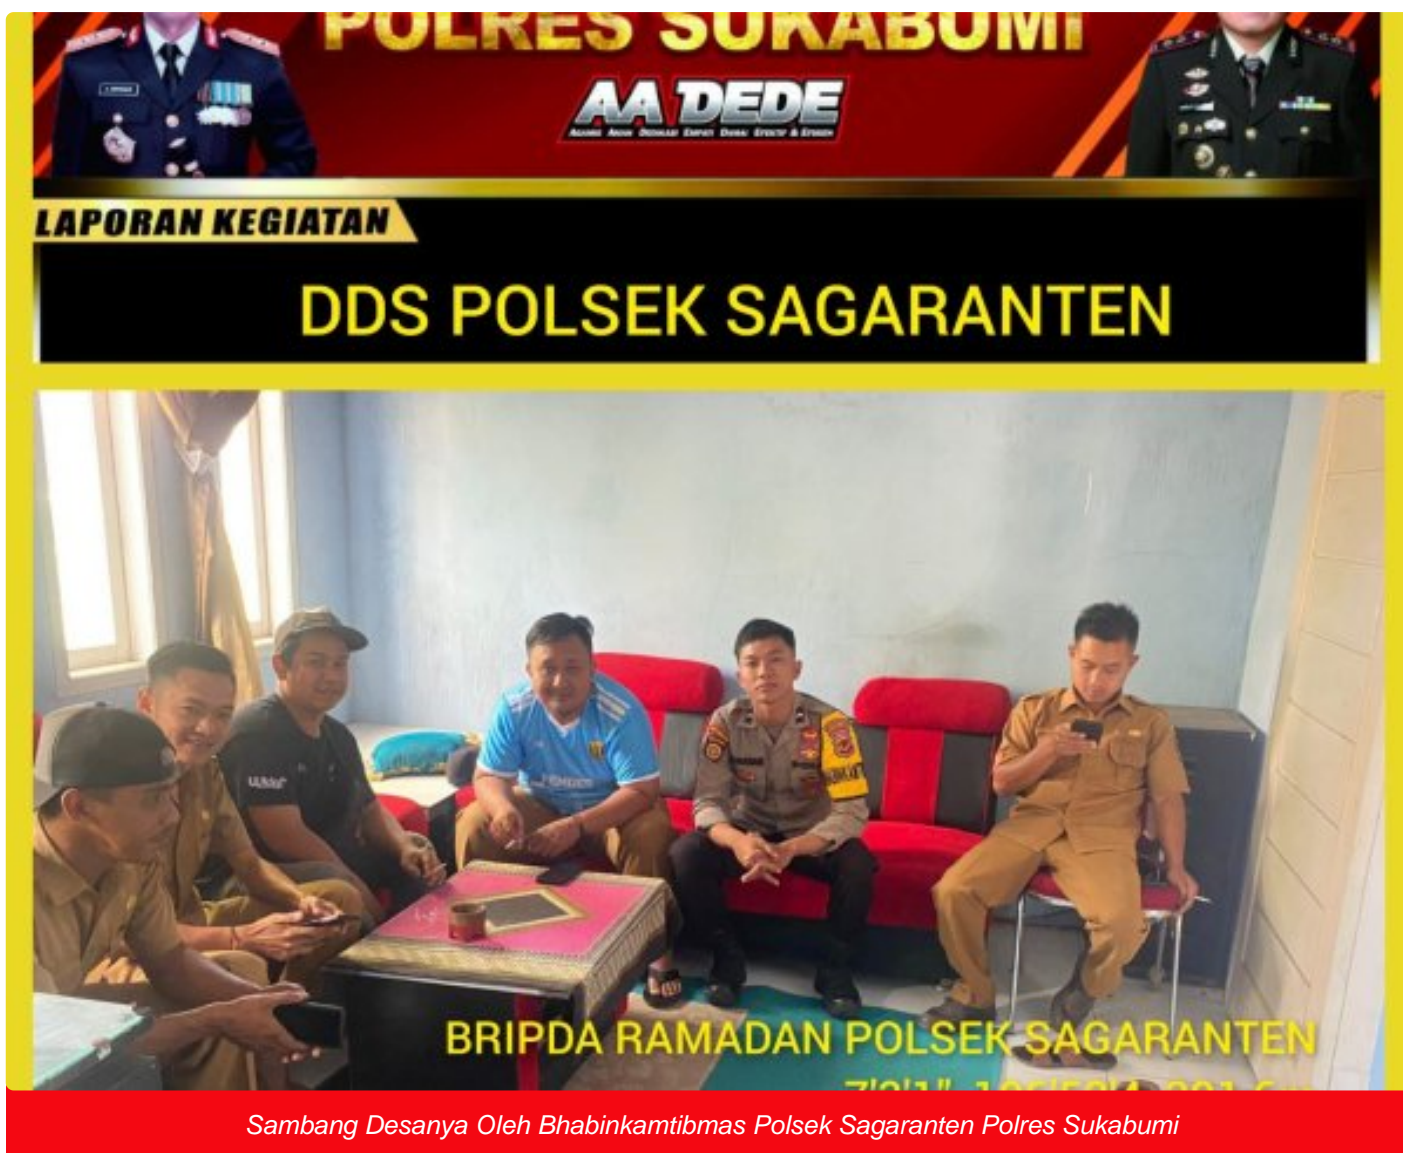 POLRES SUKABUMI
AA DEDE
LAPORAN KEGIATAN
DDS POLSEK SAGARANTEN
BRIPDA RAMADAN POLSEK SAGARANTEN
Sambang Desanya Oleh Bhabinkamtibmas Polsek Sagaranten Polres Sukabumi